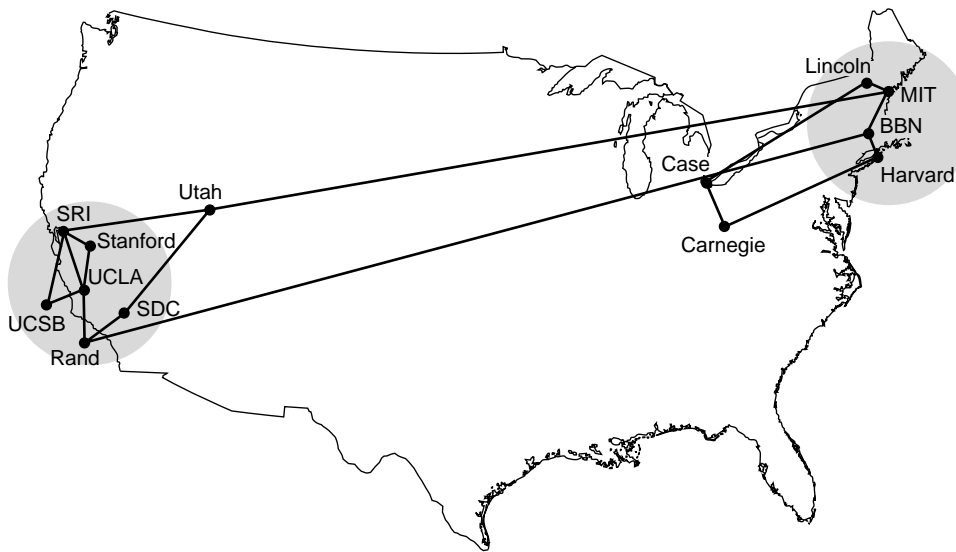 Lincoln
MIT
BBN
Case
Harvard
Utah
SRI
Stanford
Carnegie
UCLA
SDC
UCSB
Rand